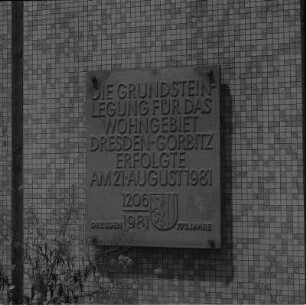 DIE GRUNDSTEIN-
LEGUNG FÜR DAS
WOHNGEBIET
DRESDEN-GORBITZ
ERFOLGTE
AM 21·AUGUST 1981
1206
1981
DRESDEN 775 JAHRE